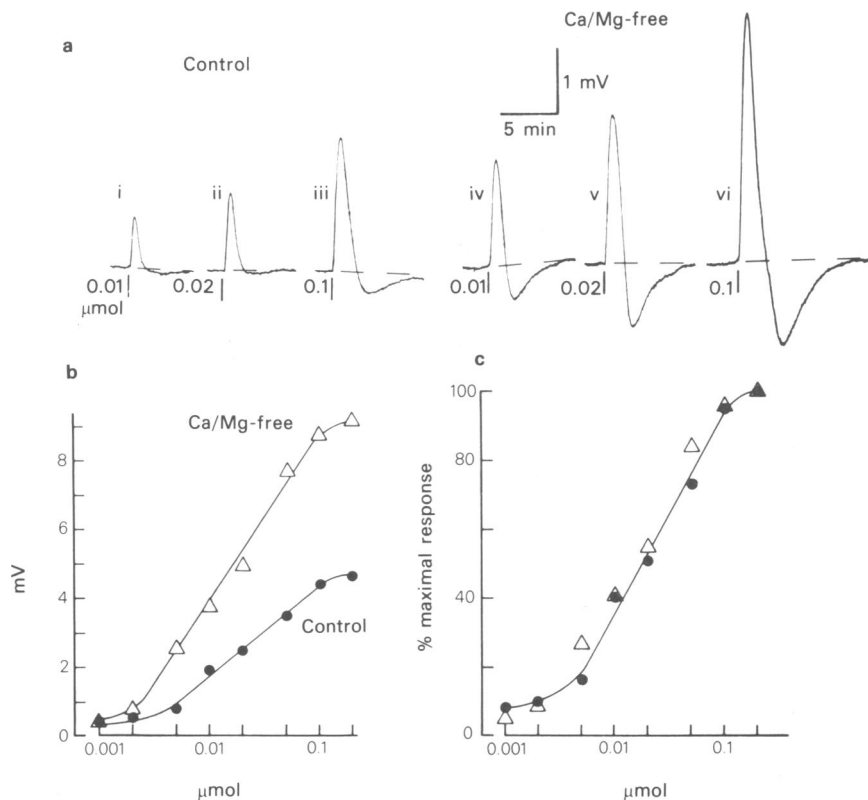 a
Control
Ca/Mg-free
1 mV
5 min
i
ii
iii
iv
v
vi
0.01
μmol
0.02
0.1
0.01
0.02
0.1
b
Ca/Mg-free
Control
mV
8
6
4
2
0
0.001
0.01
0.1
μmol
c
% maximal response
100
80
40
0
0.001
0.01
0.1
μmol